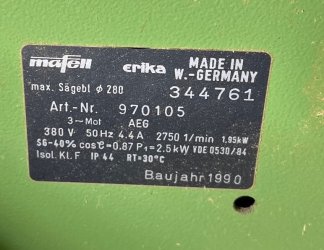 mafell erika MADE IN
W.-GERMANY
max. Sägebl ø 280 344761
Art.-Nr. 970105
3-Mot AEG
380 V 50Hz 4.4A 2750 1/min 1,95kW
S6-40% cos φ=0.87 P₁=2.5kW VDE 0530/84
Isol. Kl. F IP 44 RT=30°C
Baujahr 1990